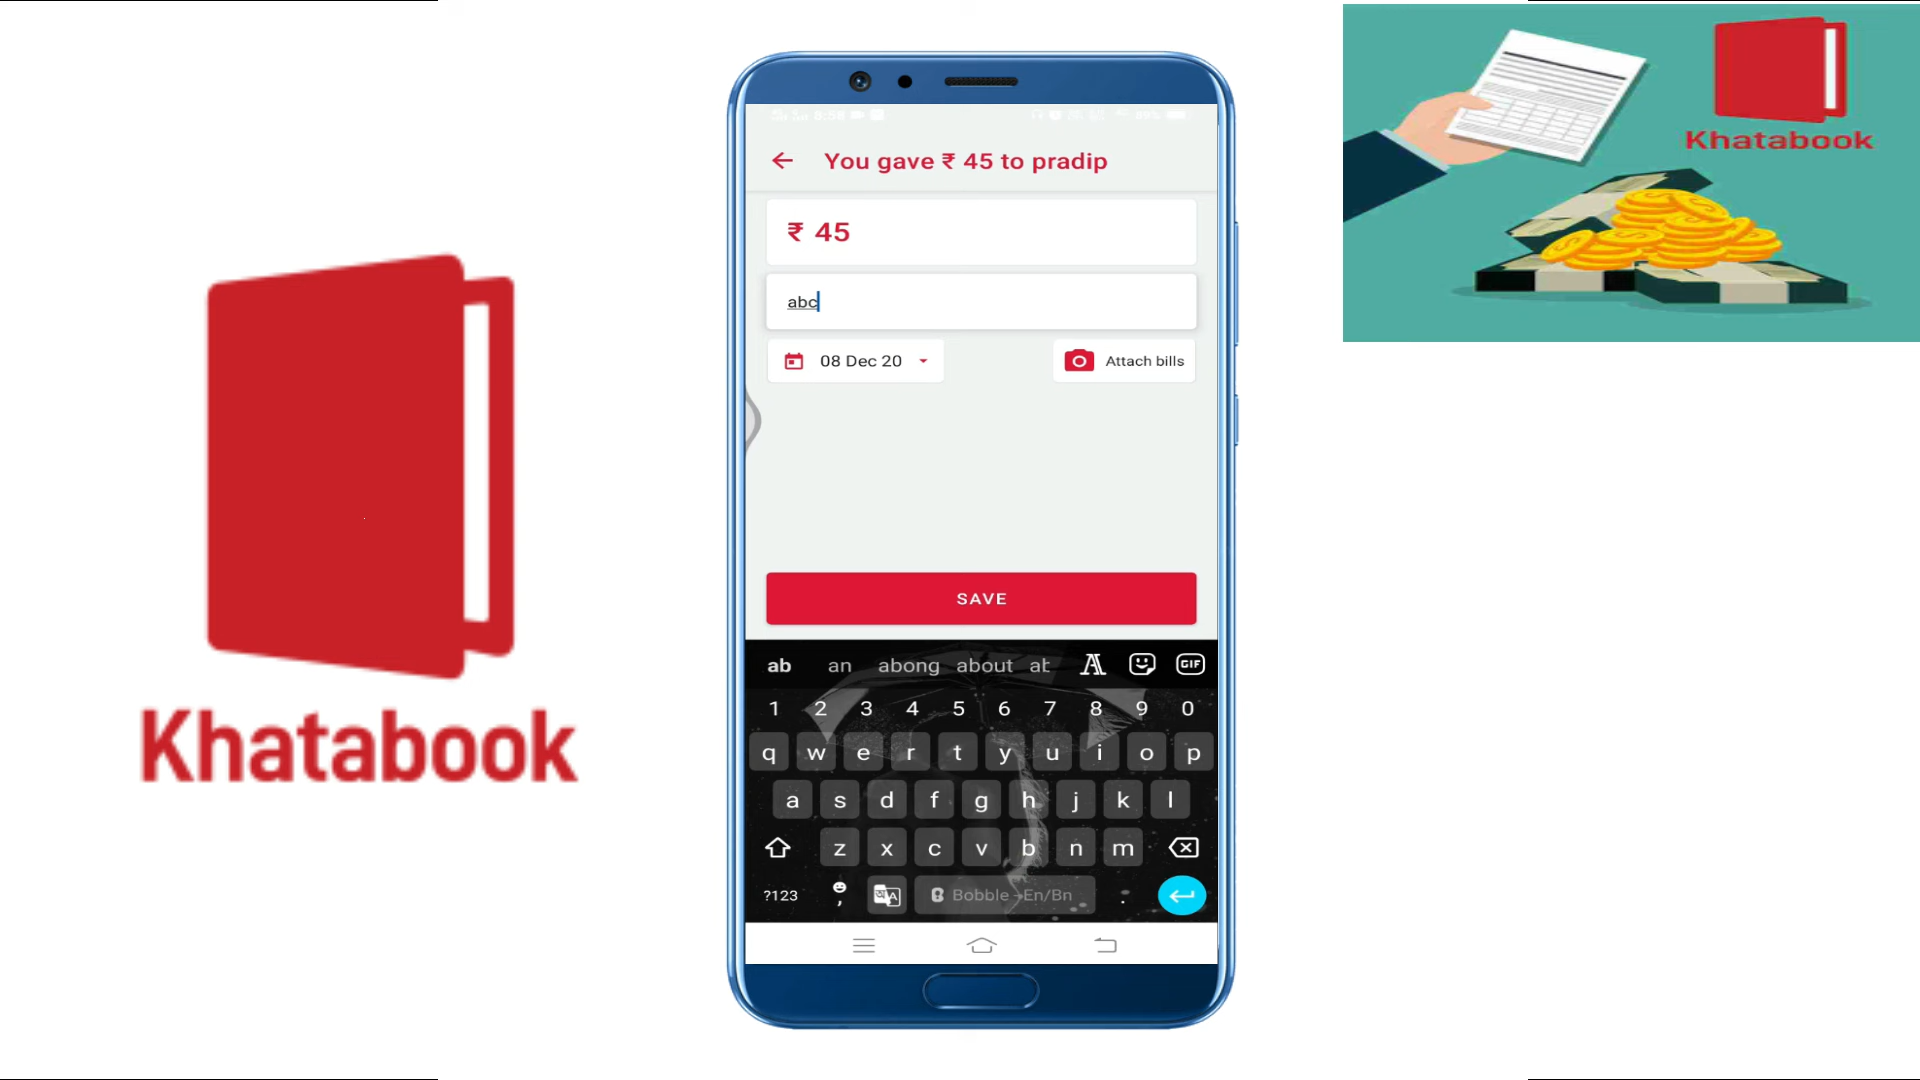 Khatabook
You gave ₹ 45 to pradip
₹ 45
abc
08 Dec 20
Attach bills
SAVE
ab an abong about
GIF
1 2 3 4 5 6 7 8 9 0
q w e r t y u i o p
a s d f g h j k l
z x c v b n m
?123 , Bobble En/Bn .
Khatabook